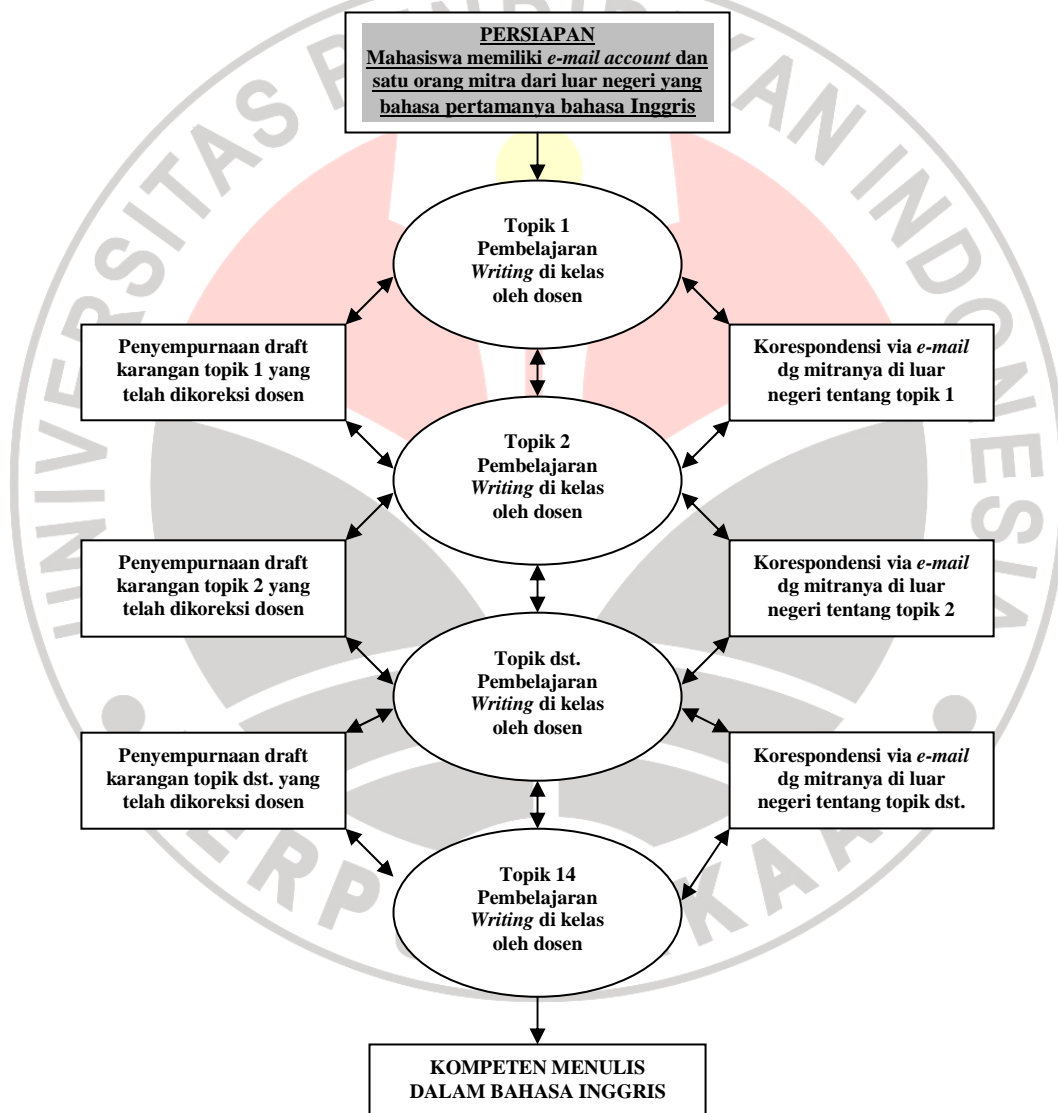 PERSIAPAN
Mahasiswa memiliki e-mail account dan
satu orang mitra dari luar negeri yang
bahasa pertamanya bahasa Inggris
Topik 1
Pembelajaran
Writing di kelas
oleh dosen
Penyempurnaan draft
karangan topik 1 yang
telah dikoreksi dosen
Korespondensi via e-mail
dg mitranya di luar
negeri tentang topik 1
Topik 2
Pembelajaran
Writing di kelas
oleh dosen
Penyempurnaan draft
karangan topik 2 yang
telah dikoreksi dosen
Korespondensi via e-mail
dg mitranya di luar
negeri tentang topik 2
Topik dst.
Pembelajaran
Writing di kelas
oleh dosen
Penyempurnaan draft
karangan topik dst. yang
telah dikoreksi dosen
Korespondensi via e-mail
dg mitranya di luar
negeri tentang topik dst.
Topik 14
Pembelajaran
Writing di kelas
oleh dosen
KOMPETEN MENULIS
DALAM BAHASA INGGRIS
UNIVERSITAS PENDIDIKAN INDONESIA